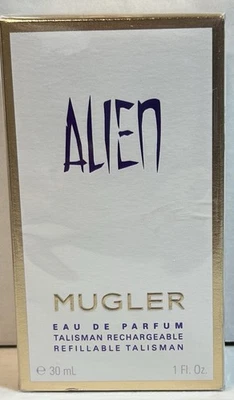 ALIEN
MUGLER
EAU DE PARFUM
TALISMAN RECHARGEABLE
REFILLABLE TALISMAN
℮ 30 mL 1 Fl. Oz.